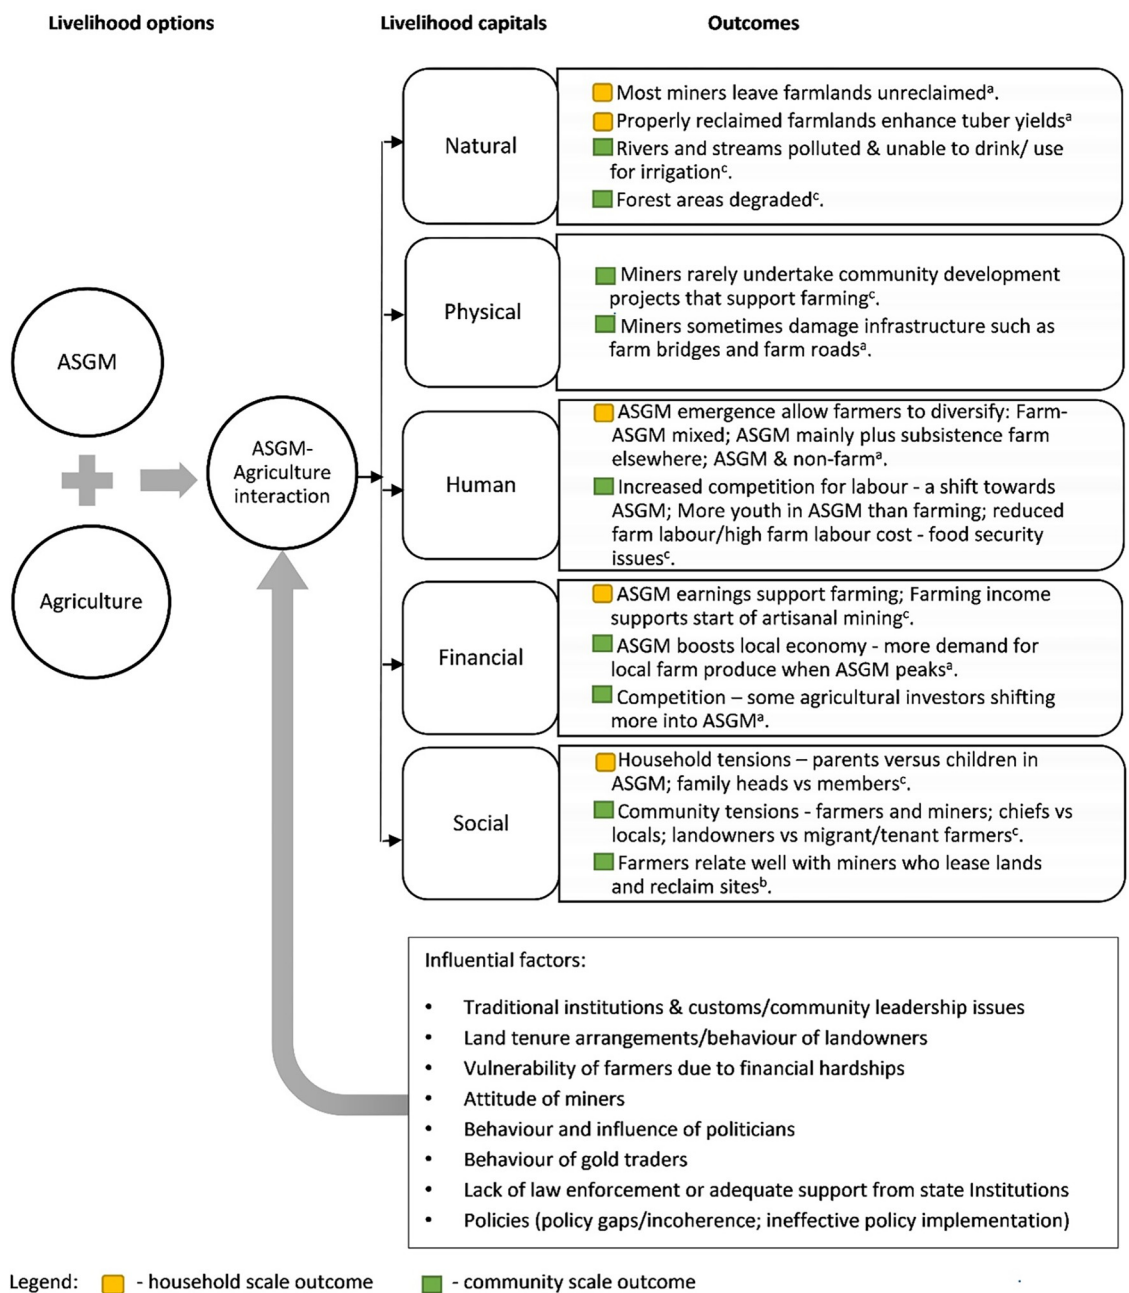 Livelihood options
Livelihood capitals
Outcomes
ASGM
Agriculture
ASGM-
Agriculture
interaction
Natural
Most miners leave farmlands unreclaimedᵃ.
Properly reclaimed farmlands enhance tuber yieldsᵃ
Rivers and streams polluted & unable to drink/ use
for irrigationᶜ.
Forest areas degradedᶜ.
Physical
Miners rarely undertake community development
projects that support farmingᶜ.
Miners sometimes damage infrastructure such as
farm bridges and farm roadsᵃ.
Human
ASGM emergence allow farmers to diversify: Farm-
ASGM mixed; ASGM mainly plus subsistence farm
elsewhere; ASGM & non-farmᵃ.
Increased competition for labour - a shift towards
ASGM; More youth in ASGM than farming; reduced
farm labour/high farm labour cost - food security
issuesᶜ.
Financial
ASGM earnings support farming; Farming income
supports start of artisanal miningᶜ.
ASGM boosts local economy - more demand for
local farm produce when ASGM peaksᵃ.
Competition – some agricultural investors shifting
more into ASGMᵃ.
Social
Household tensions – parents versus children in
ASGM; family heads vs membersᶜ.
Community tensions - farmers and miners; chiefs vs
locals; landowners vs migrant/tenant farmersᶜ.
Farmers relate well with miners who lease lands
and reclaim sitesᵇ.
Influential factors:
• Traditional institutions & customs/community leadership issues
• Land tenure arrangements/behaviour of landowners
• Vulnerability of farmers due to financial hardships
• Attitude of miners
• Behaviour and influence of politicians
• Behaviour of gold traders
• Lack of law enforcement or adequate support from state Institutions
• Policies (policy gaps/incoherence; ineffective policy implementation)
Legend: - household scale outcome - community scale outcome